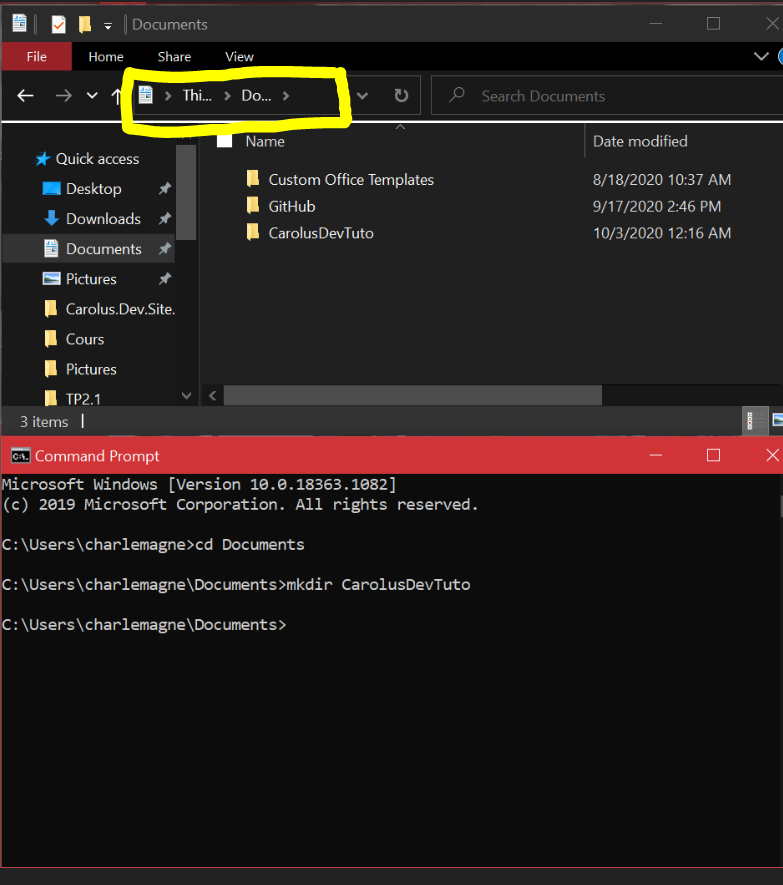 Documents
File Home Share View
Thi... Do... Search Documents
Name Date modified
Quick access
Desktop
Downloads
Documents
Pictures
Carolus.Dev.Site.
Cours
Pictures
TP2.1
Custom Office Templates 8/18/2020 10:37 AM
GitHub 9/17/2020 2:46 PM
CarolusDevTuto 10/3/2020 12:16 AM
3 items
Command Prompt
Microsoft Windows [Version 10.0.18363.1082]
(c) 2019 Microsoft Corporation. All rights reserved.
C:\Users\charlemagne>cd Documents
C:\Users\charlemagne\Documents>mkdir CarolusDevTuto
C:\Users\charlemagne\Documents>